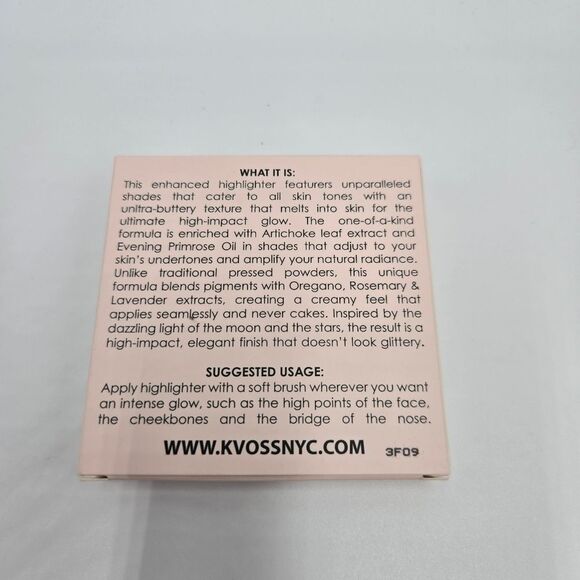 WHAT IT IS:
This enhanced highlighter featurers unparalleled
shades that cater to all skin tones with an
unltra-buttery texture that melts into skin for the
ultimate high-impact glow. The one-of-a-kind
formula is enriched with Artichoke leaf extract and
Evening Primrose Oil in shades that adjust to your
skin's undertones and amplify your natural radiance.
Unlike traditional pressed powders, this unique
formula blends pigments with Oregano, Rosemary &
Lavender extracts, creating a creamy feel that
applies seamlessly and never cakes. Inspired by the
dazzling light of the moon and the stars, the result is a
high-impact, elegant finish that doesn't look glittery.
SUGGESTED USAGE:
Apply highlighter with a soft brush wherever you want
an intense glow, such as the high points of the face,
the cheekbones and the bridge of the nose.
WWW.KVOSSNYC.COM 3F09